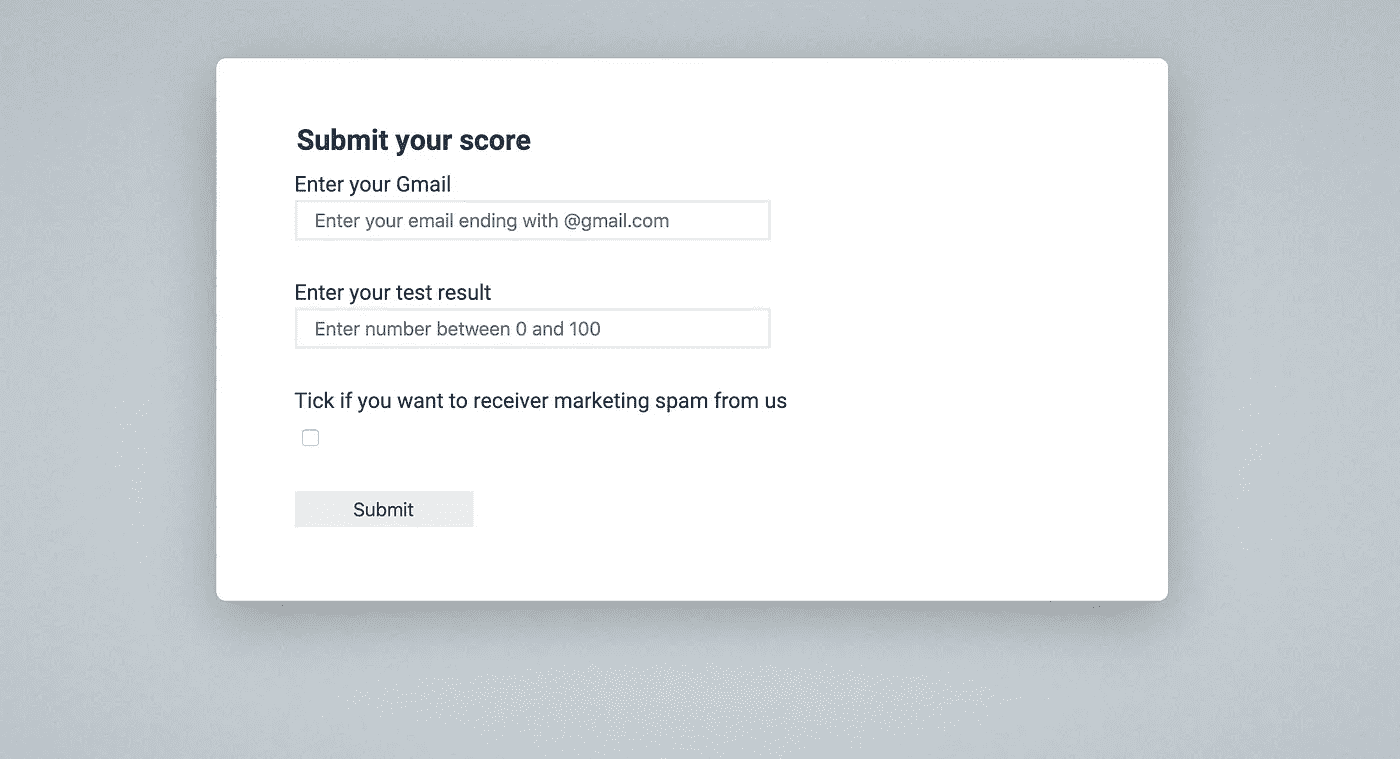 Submit your score
Enter your Gmail
Enter your email ending with @gmail.com
Enter your test result
Enter number between 0 and 100
Tick if you want to receiver marketing spam from us
Submit